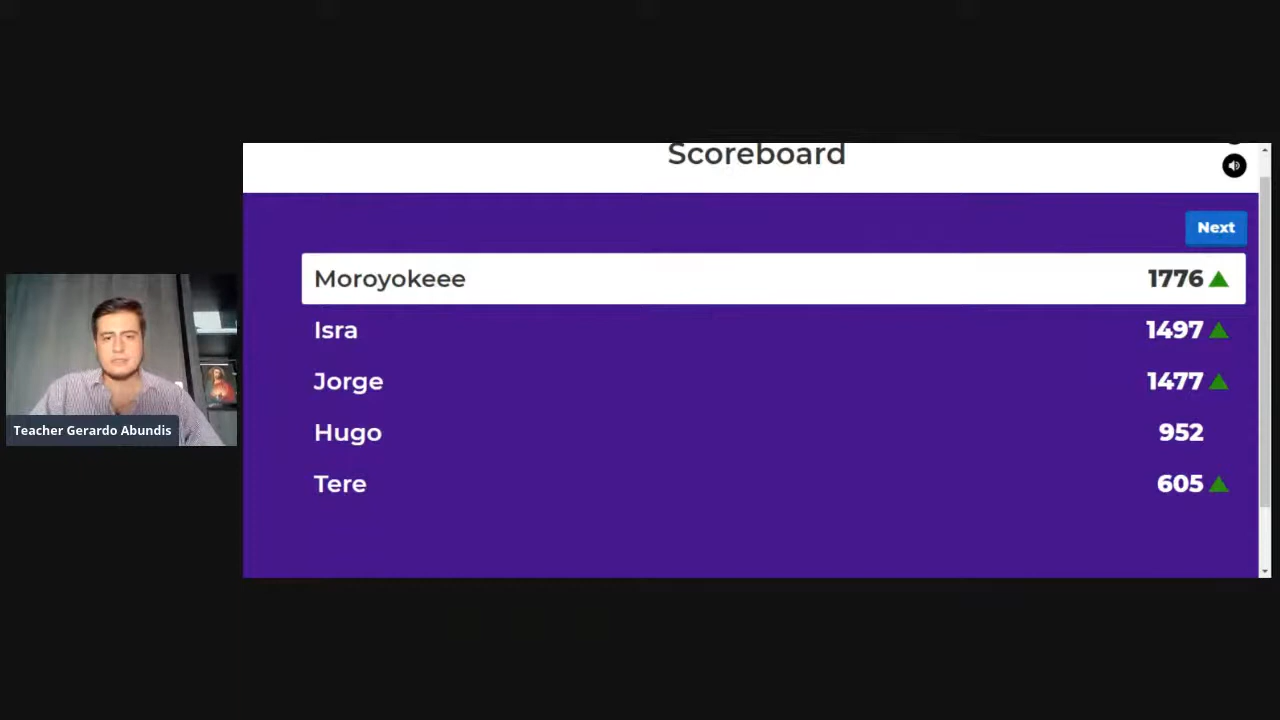 Scoreboard
Next
Moroyokeee 1776
Isra 1497
Jorge 1477
Hugo 952
Tere 605
Teacher Gerardo Abundis